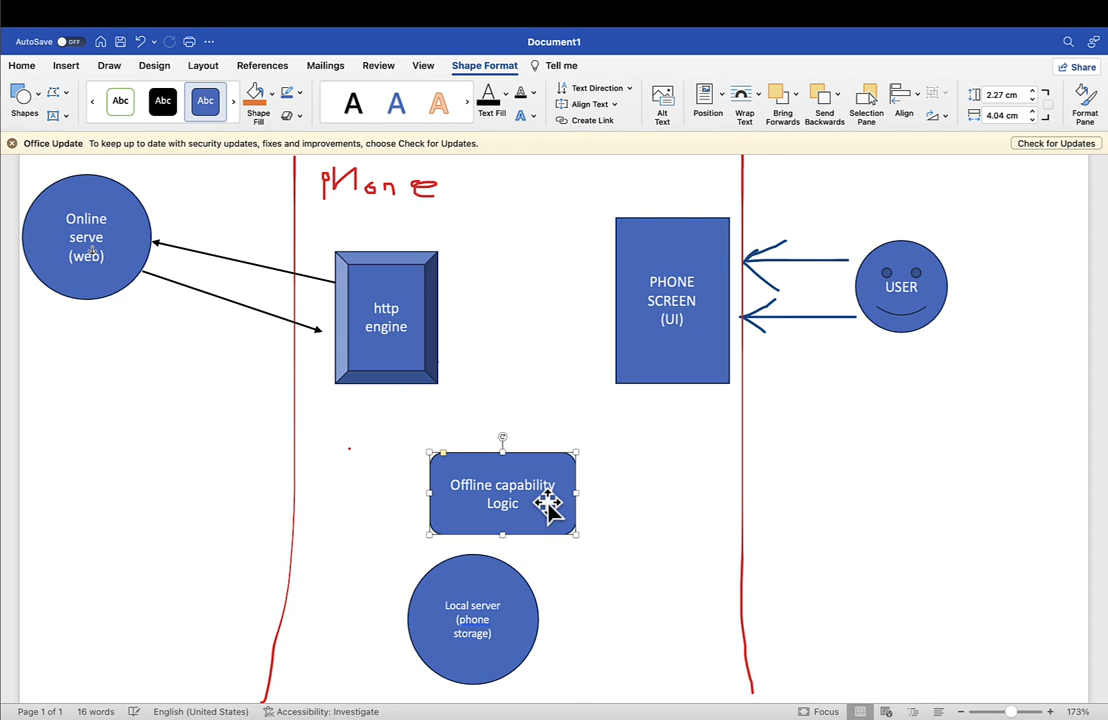 AutoSave OFF
Document1
Home Insert Draw Design Layout References Mailings Review View Shape Format Tell me
Share
Shapes
Abc Abc Abc
Shape Fill
A A A
Text Fill
Text Direction
Align Text
Create Link
Alt Text
Position
Wrap Text
Bring Forwards
Send Backwards
Selection Pane
Align
2.27 cm
4.04 cm
Format Pane
Office Update To keep up to date with security updates, fixes and improvements, choose Check for Updates.
Check for Updates
PHone
Online
serve
(web)
http
engine
PHONE
SCREEN
(UI)
USER
Offline capability
Logic
Local server
(phone
storage)
Page 1 of 1 16 words English (United States) Accessibility: Investigate Focus 173%